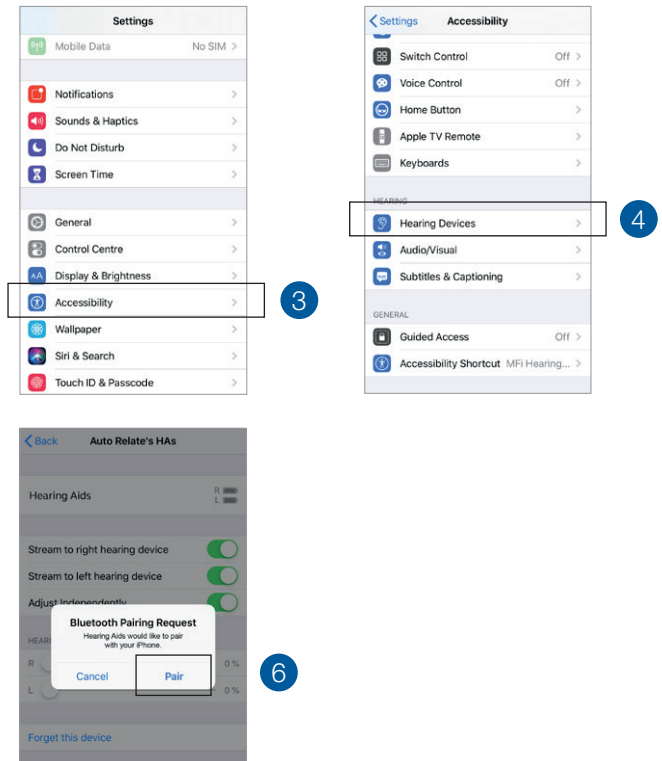 Settings
Mobile Data No SIM >
Notifications >
Sounds & Haptics >
Do Not Disturb >
Screen Time >
General >
Control Centre >
AA Display & Brightness >
Accessibility >
Wallpaper >
Siri & Search >
Touch ID & Passcode >
3
< Settings Accessibility
Switch Control Off >
Voice Control Off >
Home Button >
Apple TV Remote >
Keyboards >
HEARING
Hearing Devices >
Audio/Visual >
Subtitles & Captioning >
GENERAL
Guided Access Off >
Accessibility Shortcut MFi Hearing... >
4
< Back Auto Relate's HAs
Hearing Aids R
L
Stream to right hearing device
Stream to left hearing device
Adjust Independently
Bluetooth Pairing Request
Hearing Aids would like to pair
with your iPhone.
Cancel Pair
HEARI
R 0 %
L 0 %
Forget this device
6